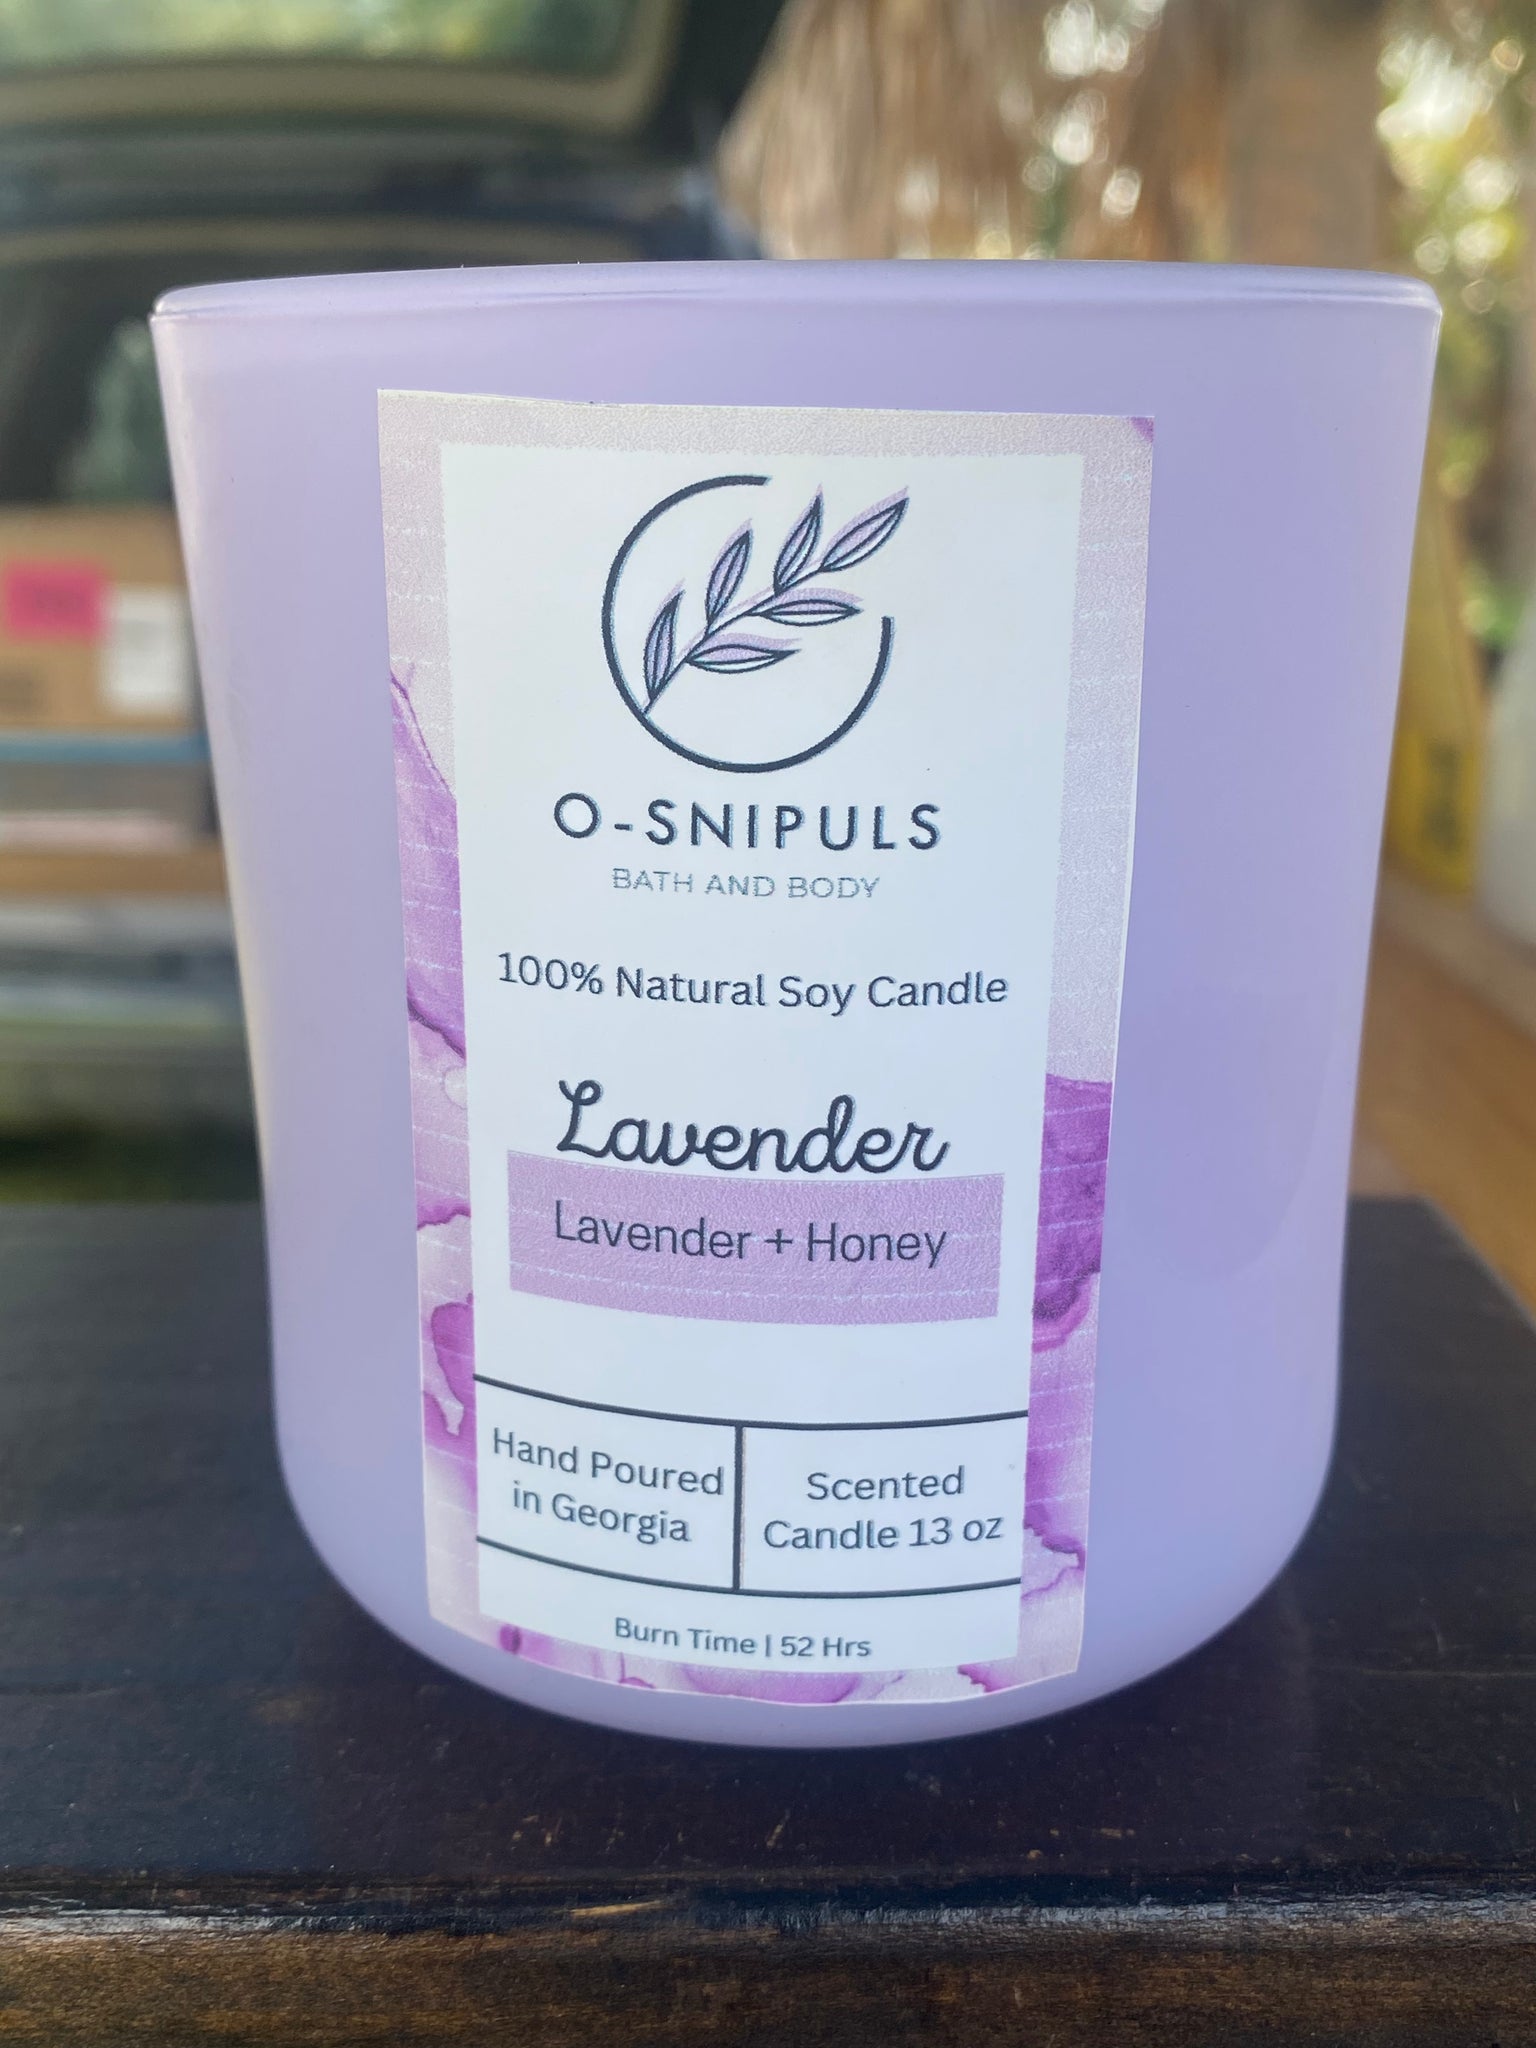 O-SNIPULS
BATH AND BODY
100% Natural Soy Candle
Lavender
Lavender + Honey
Hand Poured
in Georgia
Scented
Candle 13 oz
Burn Time | 52 Hrs